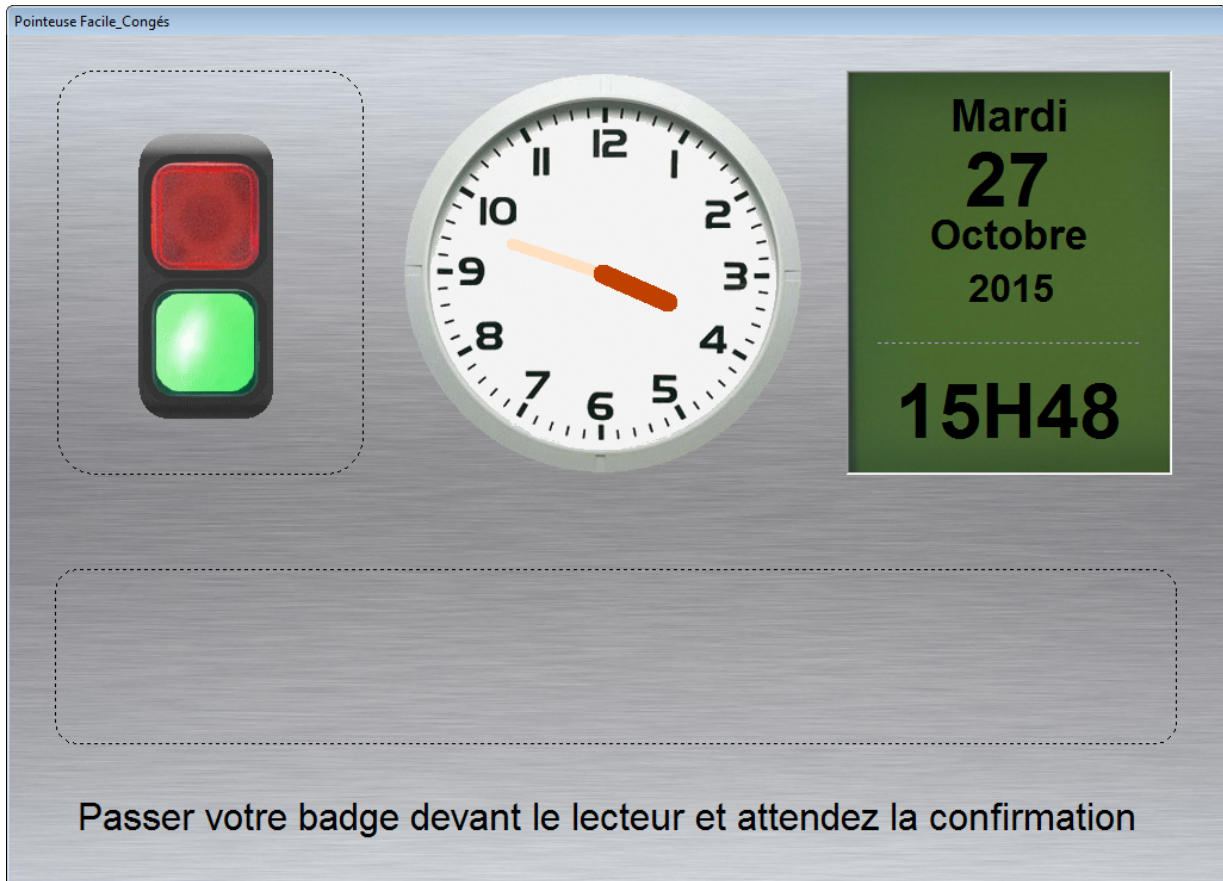 Pointeuse Facile_Congés
12
11
1
10
2
9
3
8
4
7
5
6
Mardi
27
Octobre
2015
15H48
Passer votre badge devant le lecteur et attendez la confirmation